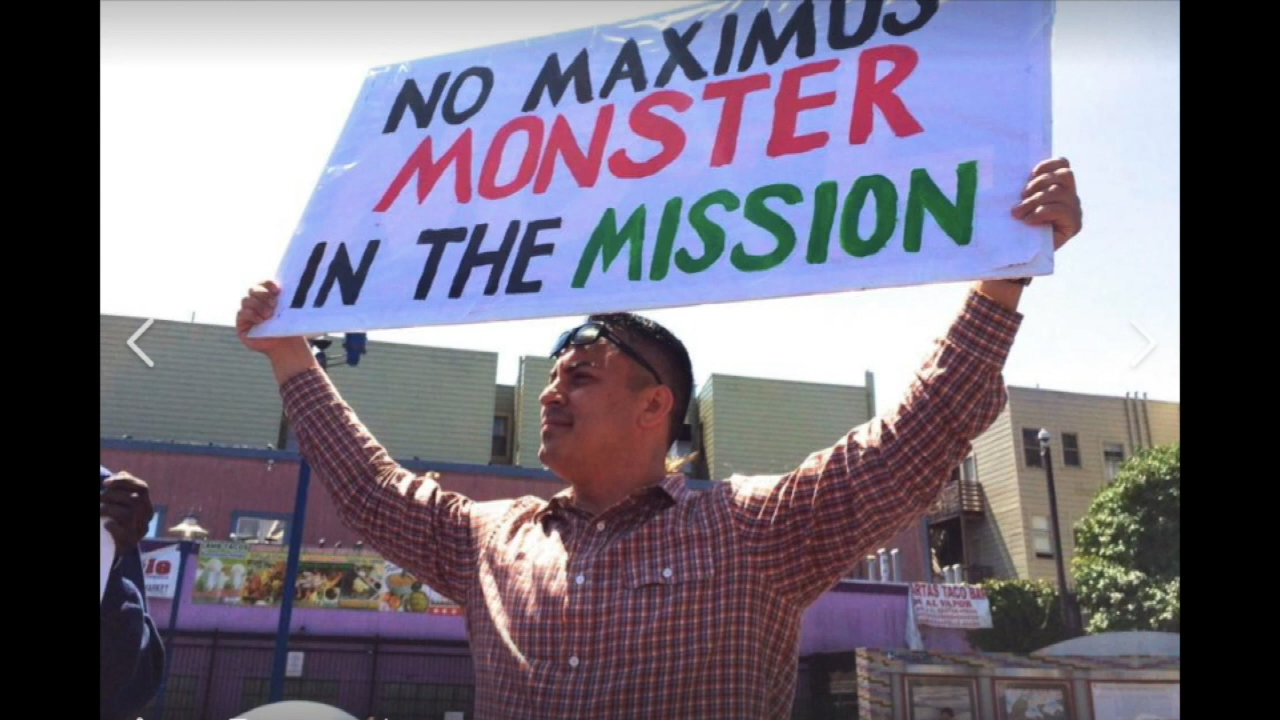 NO MAXIMUS
MONSTER
IN THE MISSION
TACO BAR
AL VAPOR